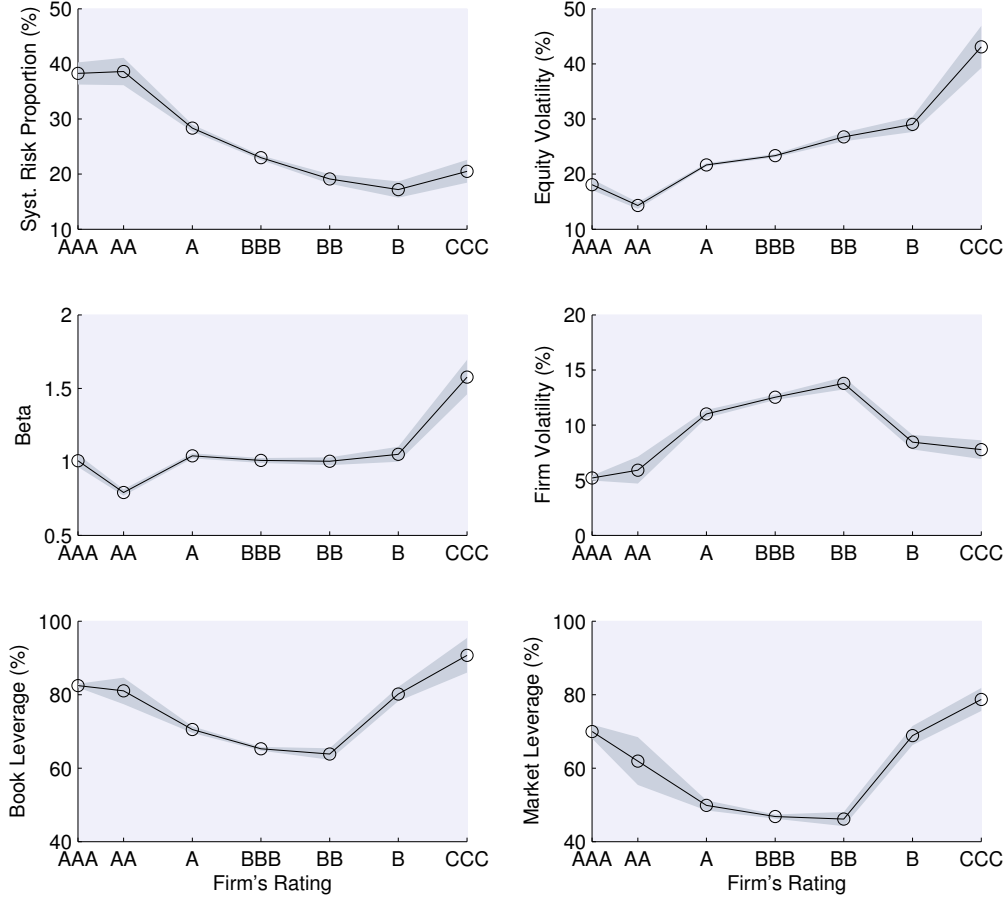 Syst. Risk Proportion (%)
50
40
30
20
10
AAA AA A BBB BB B CCC
Equity Volatility (%)
50
40
30
20
10
AAA AA A BBB BB B CCC
Beta
2
1.5
1
0.5
AAA AA A BBB BB B CCC
Firm Volatility (%)
20
15
10
5
0
AAA AA A BBB BB B CCC
Book Leverage (%)
100
80
60
40
AAA AA A BBB BB B CCC
Firm's Rating
Market Leverage (%)
100
80
60
40
AAA AA A BBB BB B CCC
Firm's Rating